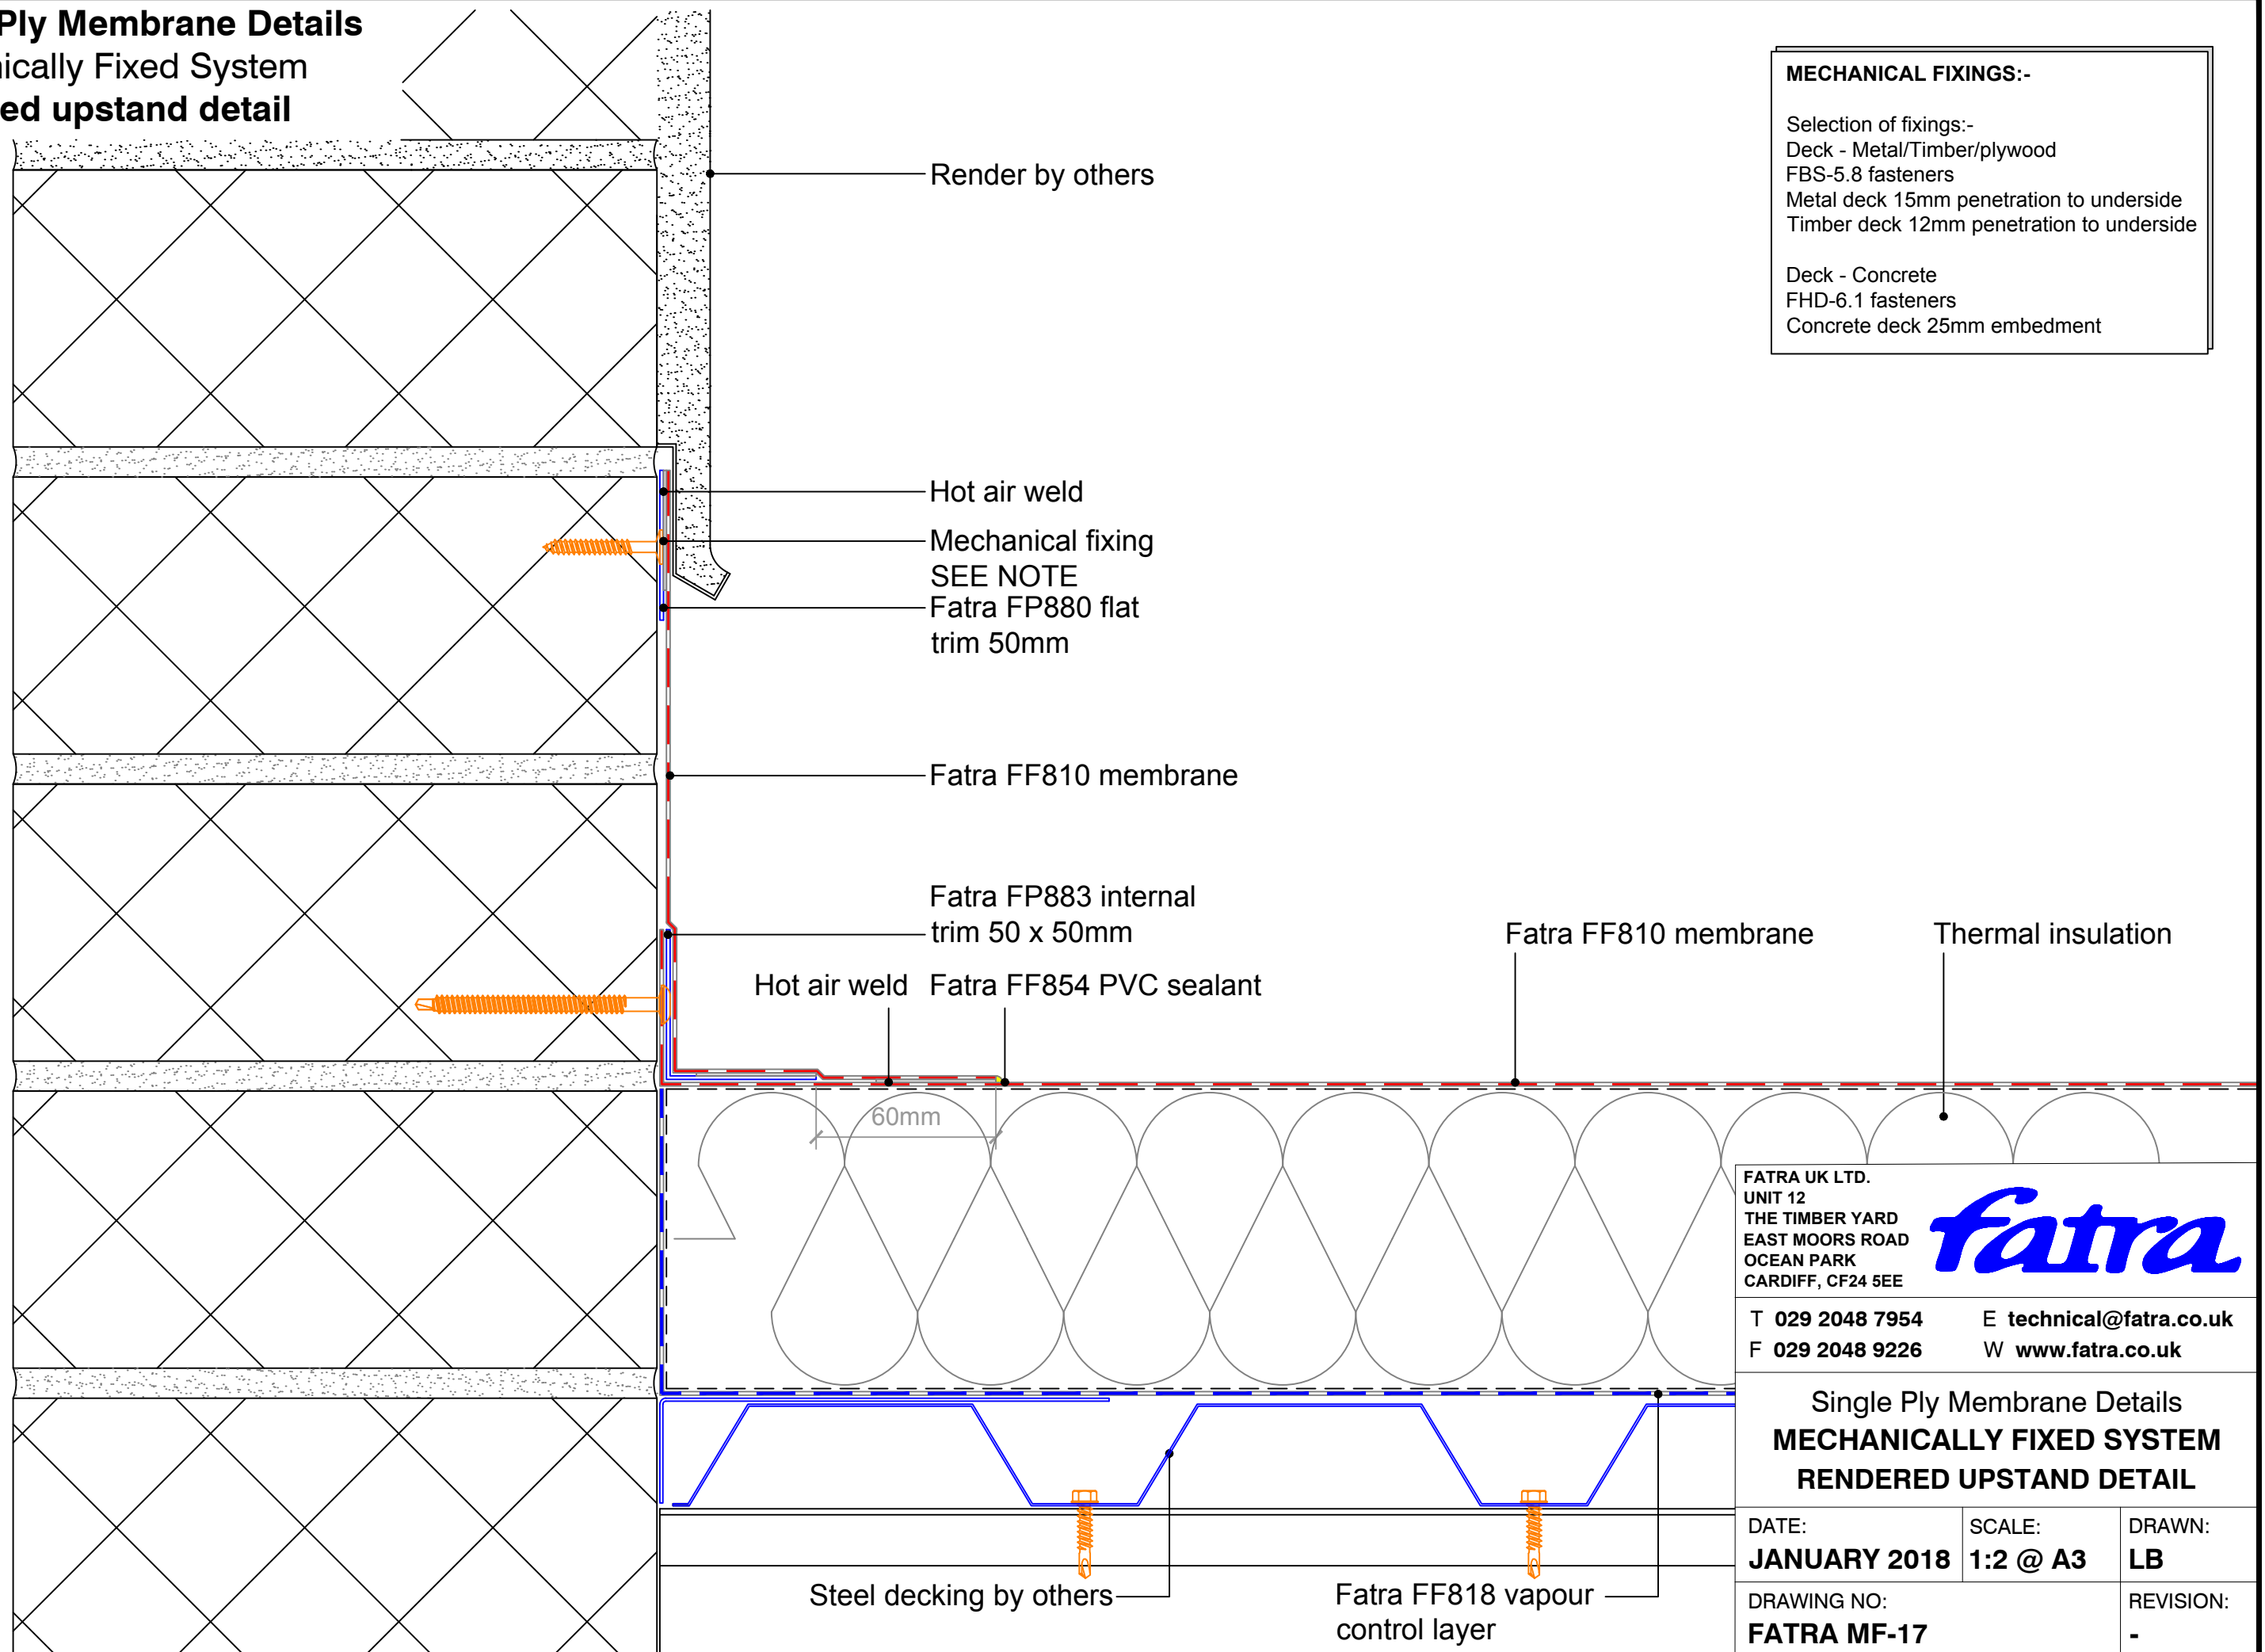 Ply Membrane Details
nically Fixed System
ed upstand detail
MECHANICAL FIXINGS:-
Selection of fixings:-
Deck - Metal/Timber/plywood
FBS-5.8 fasteners
Metal deck 15mm penetration to underside
Timber deck 12mm penetration to underside
Deck - Concrete
FHD-6.1 fasteners
Concrete deck 25mm embedment
Render by others
Hot air weld
Mechanical fixing
SEE NOTE
Fatra FP880 flat
trim 50mm
Fatra FF810 membrane
Fatra FP883 internal
trim 50 x 50mm
Hot air weld
Fatra FF854 PVC sealant
Fatra FF810 membrane
Thermal insulation
60mm
Steel decking by others
Fatra FF818 vapour
control layer
FATRA UK LTD.
UNIT 12
THE TIMBER YARD
EAST MOORS ROAD
OCEAN PARK
CARDIFF, CF24 5EE
fatra
T 029 2048 7954
E technical@fatra.co.uk
F 029 2048 9226
W www.fatra.co.uk
Single Ply Membrane Details
MECHANICALLY FIXED SYSTEM
RENDERED UPSTAND DETAIL
DATE:
JANUARY 2018
SCALE:
1:2 @ A3
DRAWN:
LB
DRAWING NO:
FATRA MF-17
REVISION:
-